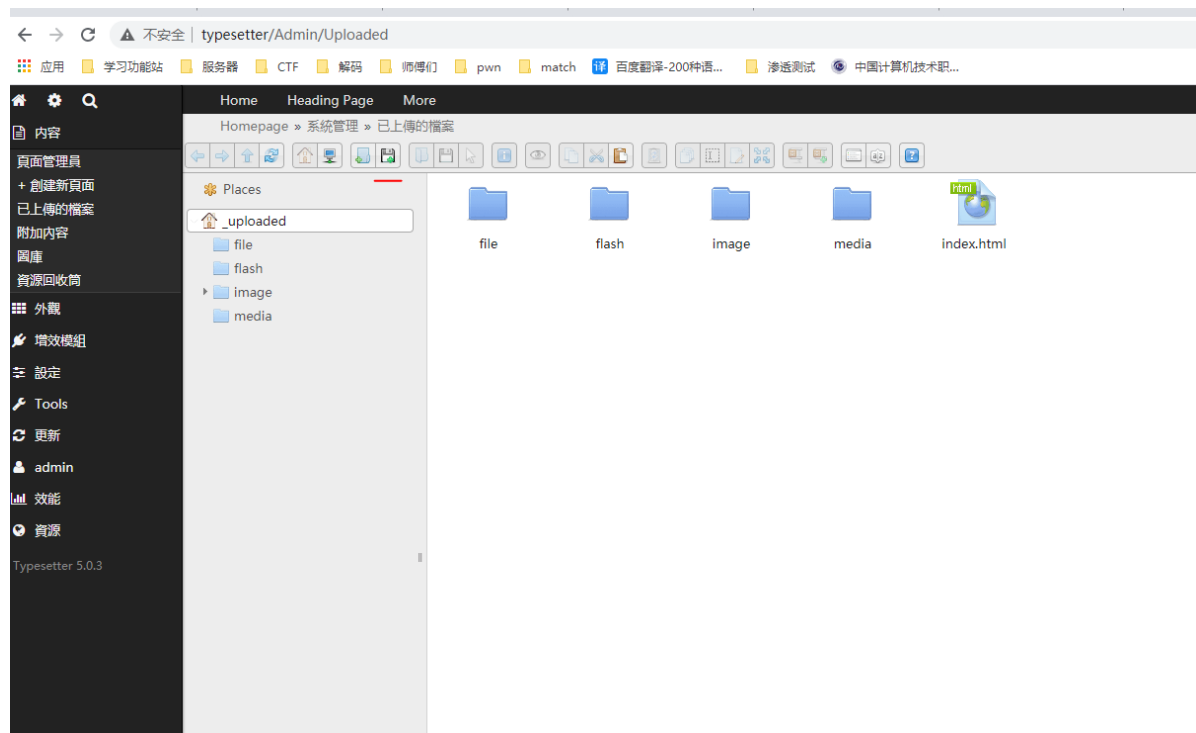 不安全 | typesetter/Admin/Uploaded
应用 学习功能站 服务器 CTF 解码 师傅们 pwn match 译 百度翻译-200种语... 渗透测试 中国计算机技术职...
Home Heading Page More
内容
Homepage » 系統管理 » 已上傳的檔案
頁面管理員
+ 創建新頁面
已上傳的檔案
附加内容
圖庫
資源回收筒
外觀
增效模組
設定
Tools
更新
admin
效能
資源
Typesetter 5.0.3
Places
_uploaded
file
flash
image
media
html
file flash image media index.html